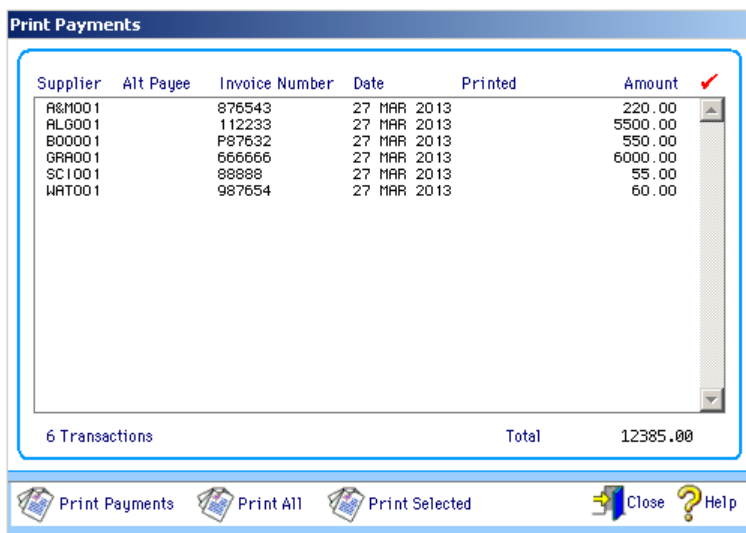 Print Payments
Supplier Alt Payee Invoice Number Date Printed Amount
A&M001 876543 27 MAR 2013 220.00
ALG001 112233 27 MAR 2013 5500.00
BOO001 P87632 27 MAR 2013 550.00
GRA001 666666 27 MAR 2013 6000.00
SCI001 88888 27 MAR 2013 55.00
WAT001 987654 27 MAR 2013 60.00
6 Transactions Total 12385.00
Print Payments Print All Print Selected Close Help